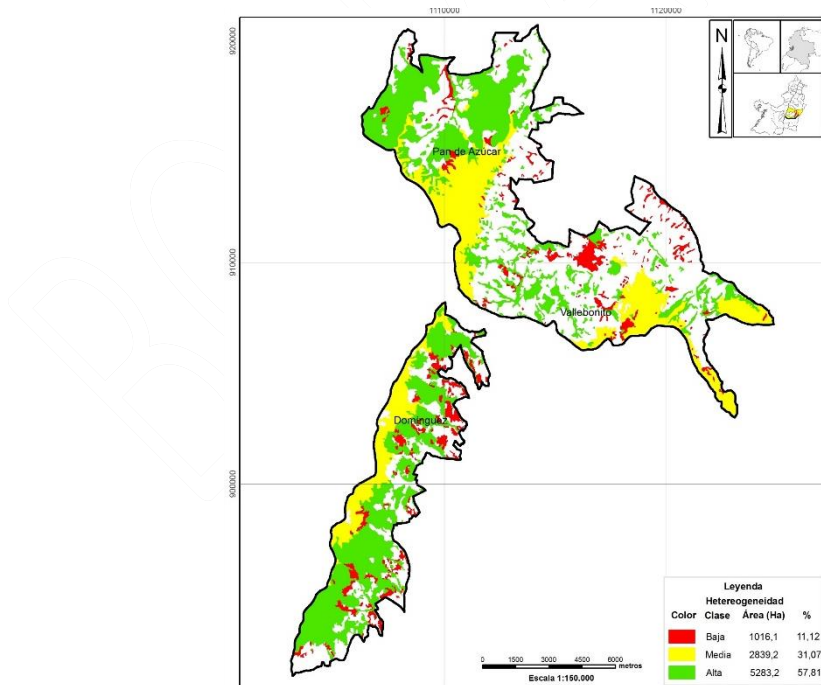 1110000
1120000
920000
N
Pan de Azúcar
910000
Vallebonito
Dominguez
900000
Leyenda
Hetereogeneidad
Color Clase Área (Ha) %
Baja 1016,1 11,12
Media 2839,2 31,07
Alta 5283,2 57,81
0 1500 3000 4500 6000
metros
Escala 1:150.000